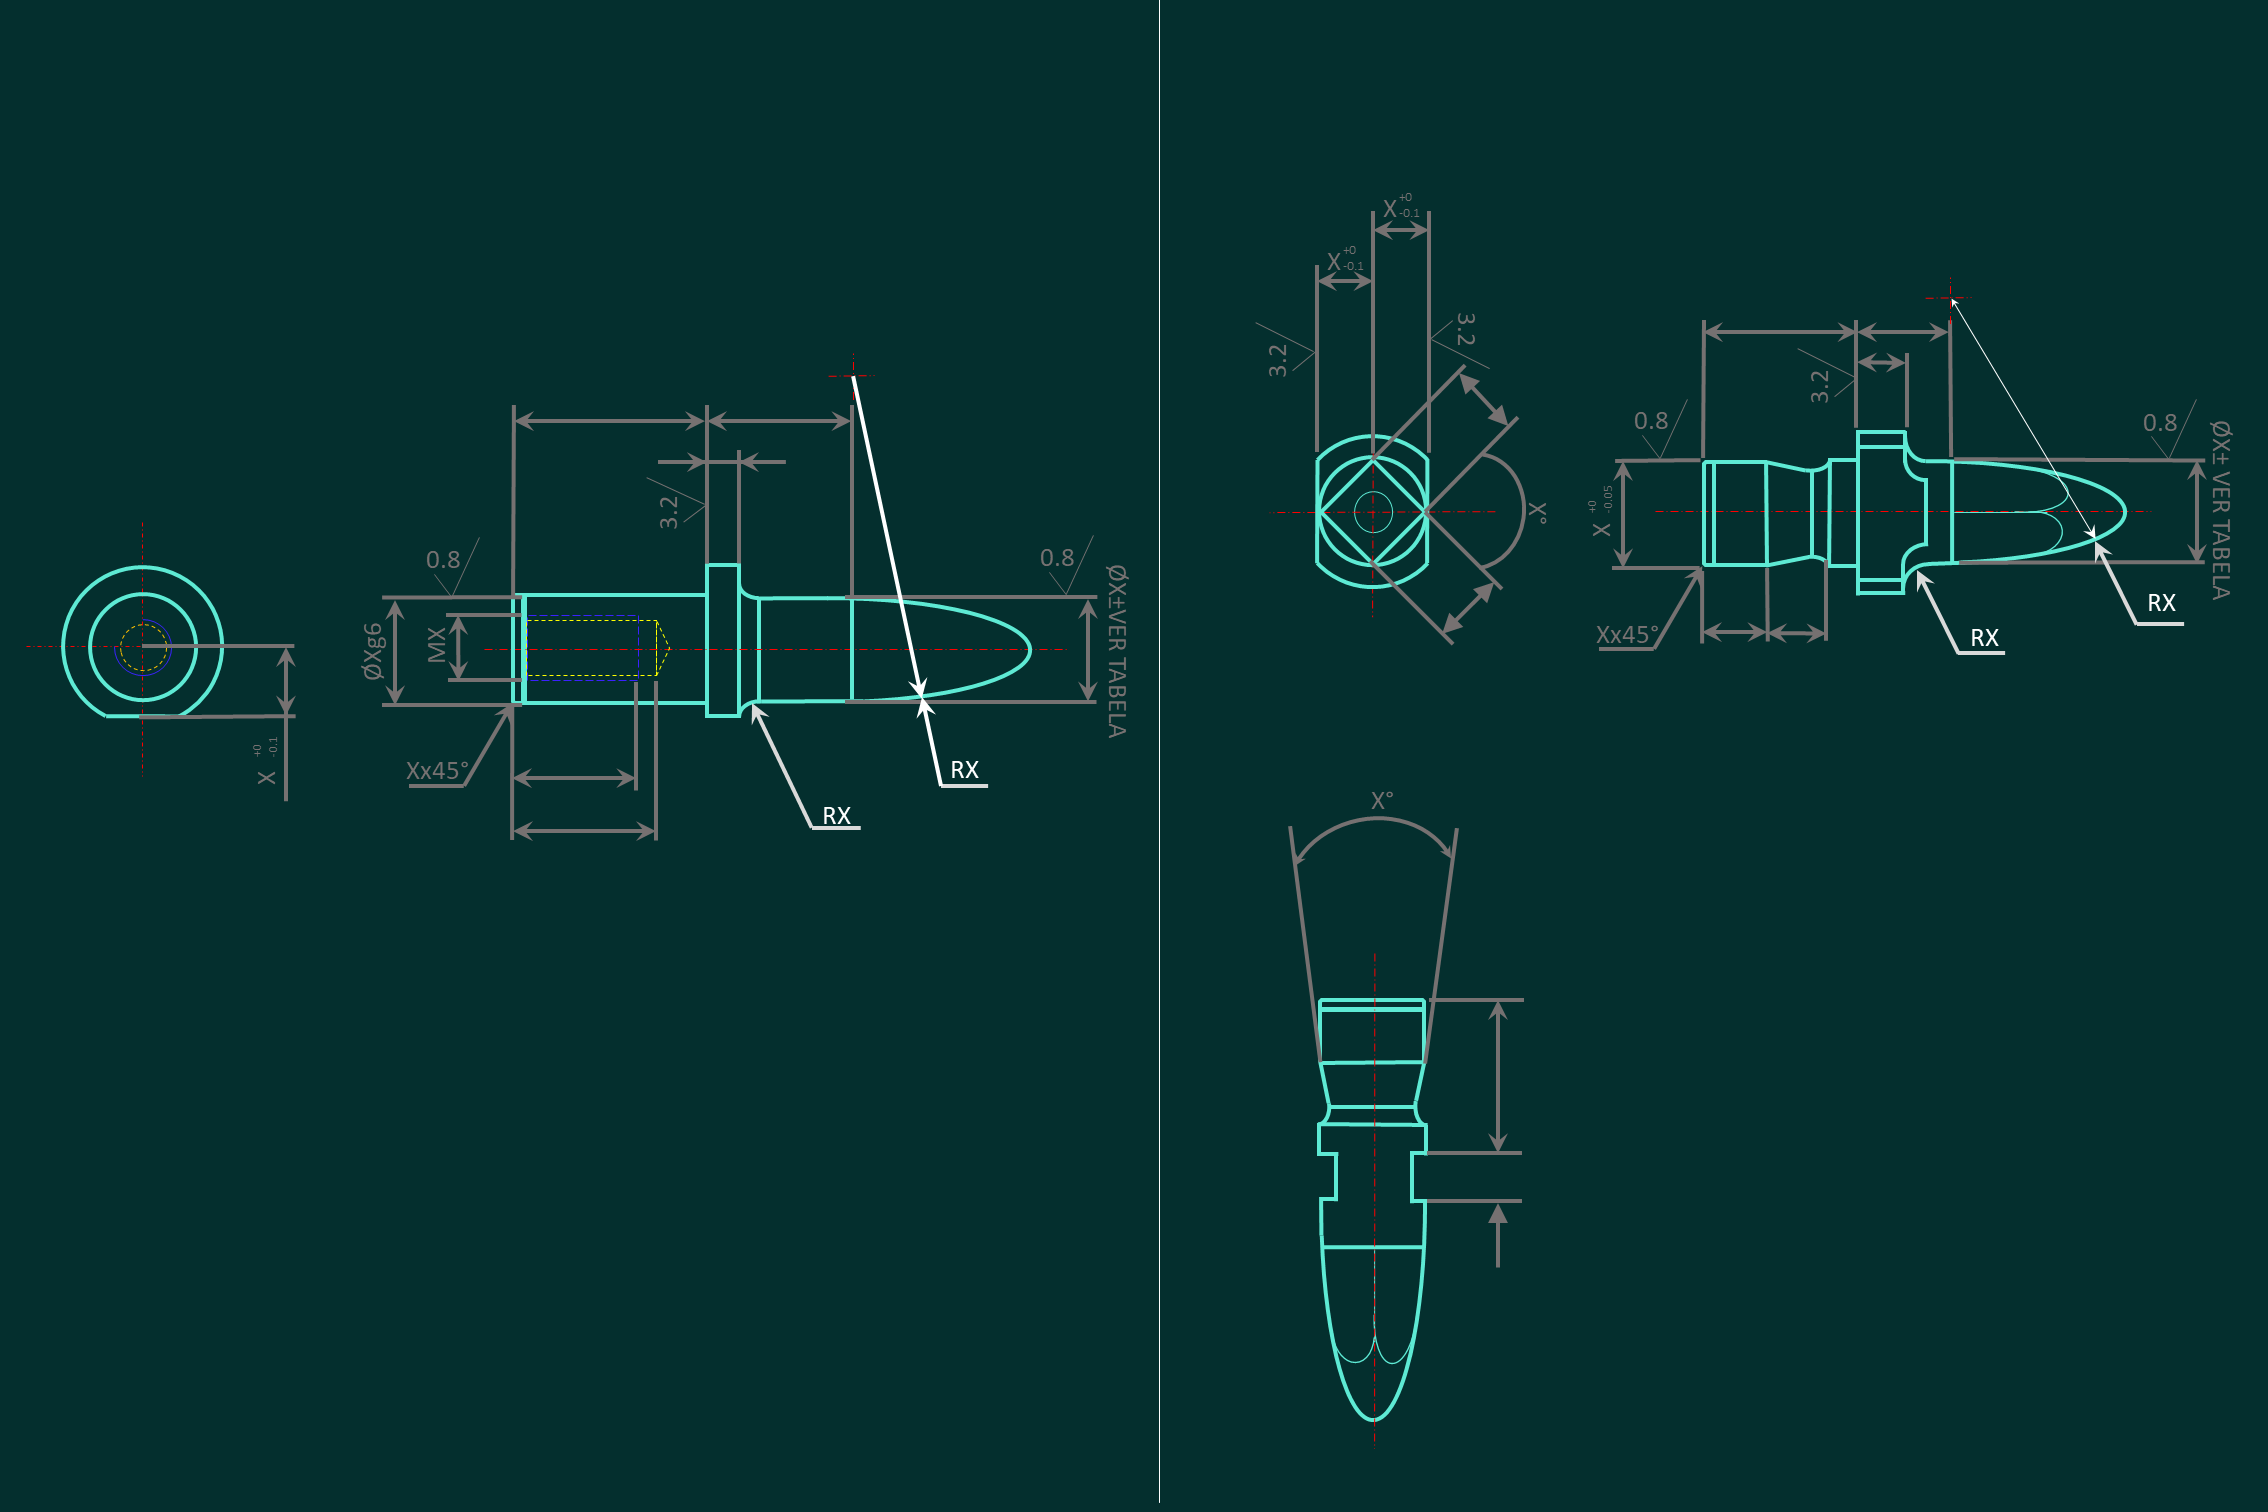 0.8
3.2
0.8
ØXg6
MX
ØX±VER TABELA
Xx45°
X +0 -0.1
RX
RX
X +0 -0.1
X +0 -0.1
3.2
3.2
X°
3.2
0.8
0.8
X +0 -0.05
ØX± VER TABELA
Xx45°
RX
RX
X°